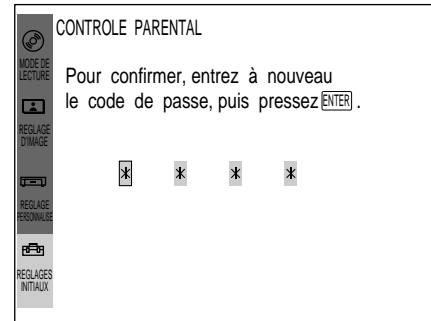 CONTROLE PARENTAL
MODE DE
LECTURE
Pour confirmer, entrez à nouveau
le code de passe, puis pressez ENTER .
REGLAGE
D'IMAGE
* * * *
REGLAGE
PERSONNALISE
REGLAGES
INITIAUX